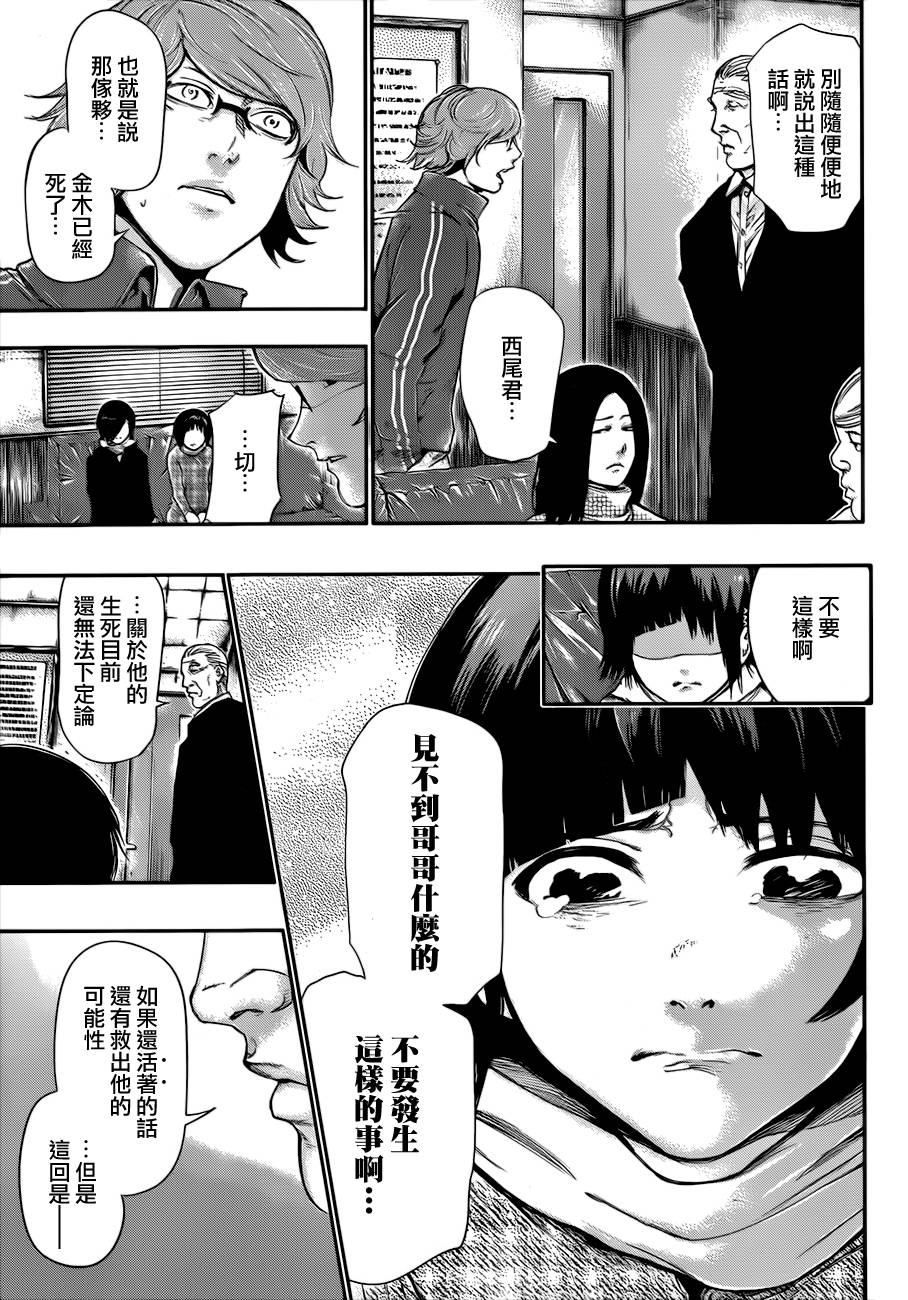 別隨隨便便地
就說出這種
話啊…
西尾君…
也就是說
那傢夥…
金木已經
死了…
切…
不要
這樣啊
見不到哥哥什麼的
不要發生
這樣的事啊…
…關於他的
生死目前
還無法下定論
如果還活著的話
還有救出他的
可能性
…但是
這回是——